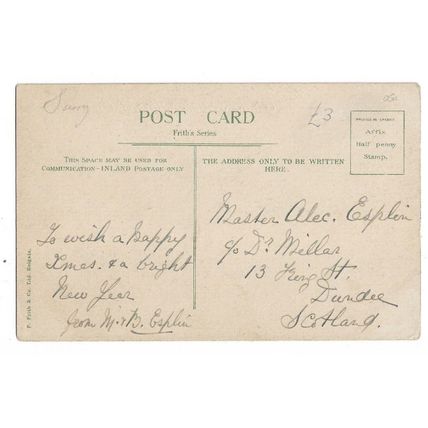 Surry
£3
POST CARD
Frith's Series
THIS SPACE MAY BE USED FOR
COMMUNICATION—INLAND POSTAGE ONLY
THE ADDRESS ONLY TO BE WRITTEN
HERE.
Affix
Half penny
Stamp.
To wish a Happy
Xmas. & a bright
New Year
from M. & B. Esplin
Master Alec. Esplin
c/o Dr Millar
13 King St.
Dundee
Scotland.
F. Frith & Co. Ltd. Reigate.